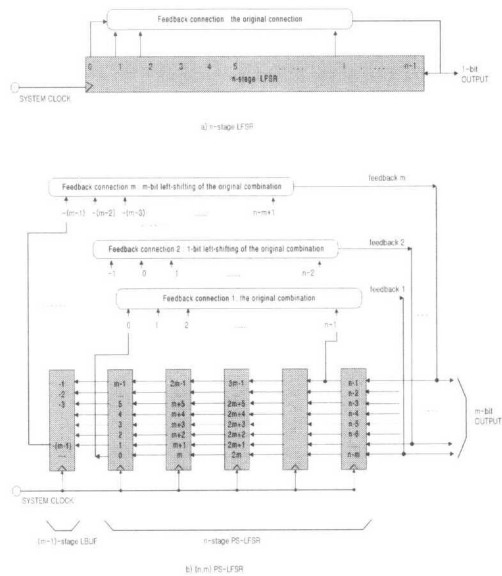 Feedback connection : the original connection
0 1 2 3 4 5 ... ... i ... ... n-1
n-stage LFSR
1-bit
OUTPUT
SYSTEM CLOCK
a) n-stage LFSR
Feedback connection m : m-bit left-shifting of the original combination
feedback m
-(m-1) -(m-2) -(m-3) ...... n-m+1
Feedback connection 2 : 1-bit left-shifting of the original combination
feedback 2
-1 0 1 ...... n-2
Feedback connection 1: the original combination
feedback 1
0 1 2 ...... n-1
-1 m-1 2m-1 3m-1 n-1
-2 ... ... ... n-2
-3 5 m+5 2m+5 n-3
4 m+4 2m+4 n-4
3 m+3 2m+3 n-5
2 m+2 2m+2 n-6
-(m-1) 1 m+1 2m+1 ...
... 0 m 2m n-m
m-bit
OUTPUT
SYSTEM CLOCK
(m-1)-stage LBUF
n-stage PS-LFSR
b) (n,m) PS-LFSR